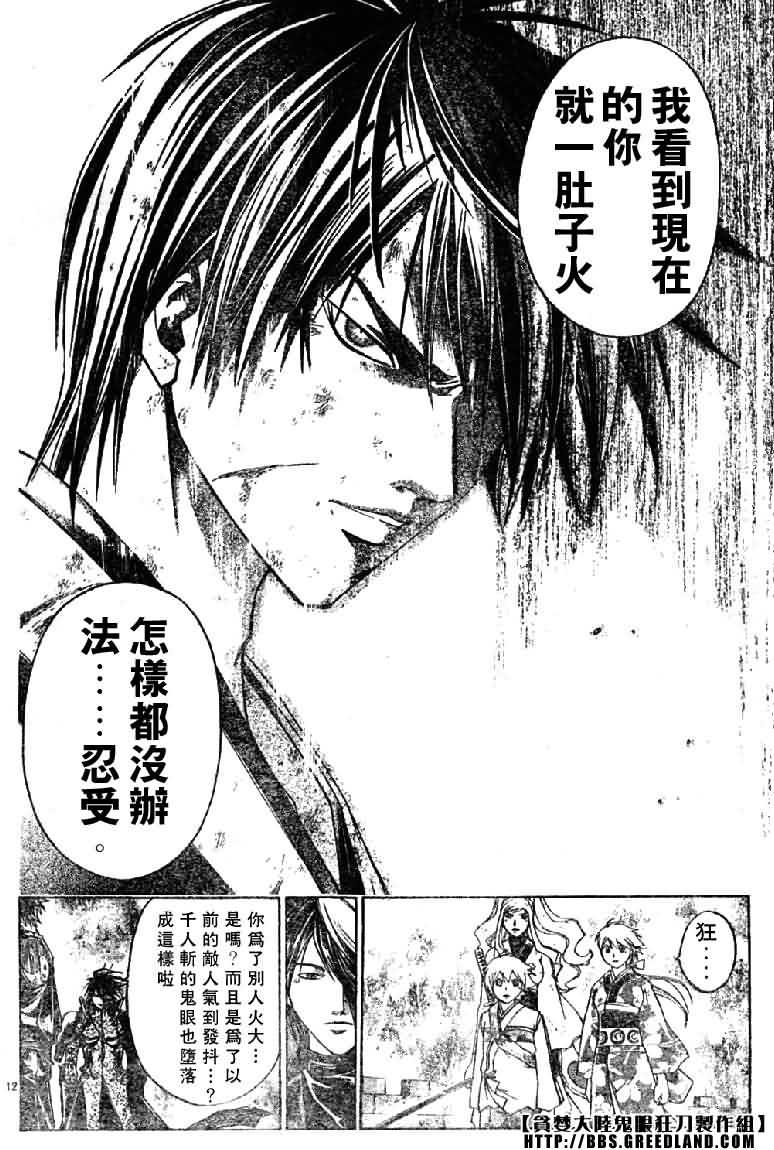 我看到現在
的你
就一肚子火
怎樣都沒辦
法……忍受。
狂…
你為了別人火大…
是嗎？而且是為了以
前的敵人氣到發抖…？
千人斬的鬼眼也墮落
成這樣啦
12
【貪婪大陸鬼眼狂刀製作組】
HTTP://BBS.GREEDLAND.COM